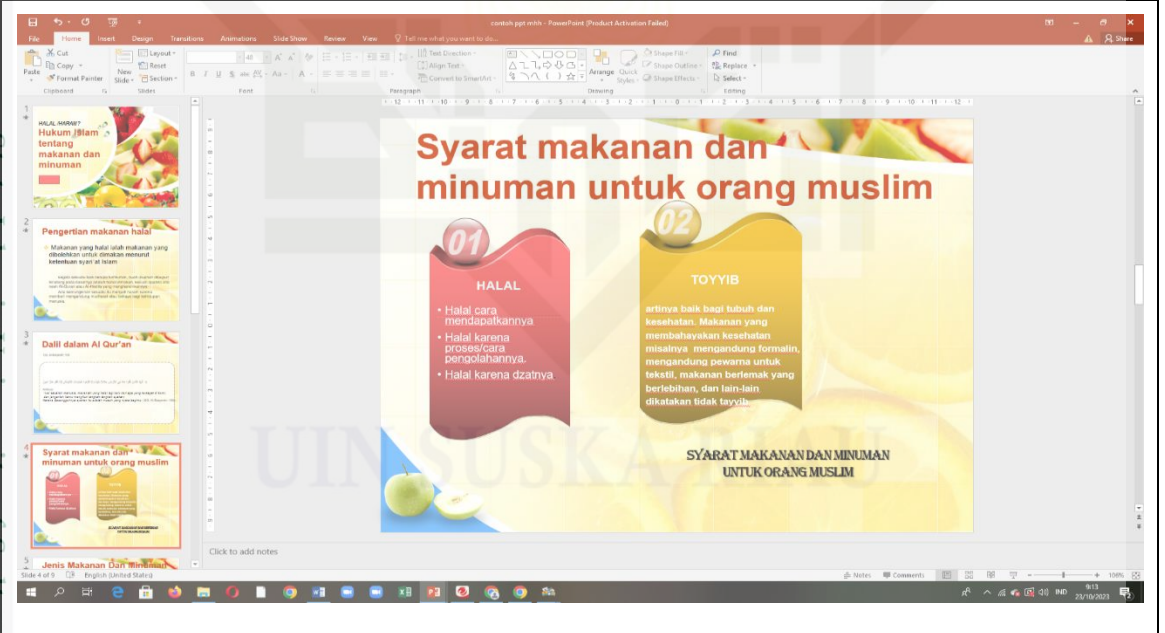 contoh ppt mhh - PowerPoint (Product Activation Failed)
File Home Insert Design Transitions Animations Slide Show Review View Tell me what you want to do... Share
Cut
Copy
Format Painter
Paste
Clipboard
New Slide
Layout
Reset
Section
Slides
Font
Text Direction
Align Text
Convert to SmartArt
Paragraph
Arrange
Quick Styles
Shape Fill
Shape Outline
Shape Effects
Drawing
Find
Replace
Select
Editing
1
HALAL /HARAB?
Hukum Islam
tentang
makanan dan
minuman
2
Pengertian makanan halal
Makanan yang halal ialah makanan yang
dibolehkan untuk dimakan menurut
ketentuan syari'at Islam
3
Dalil dalam Al Qur'an
4
Syarat makanan dan
minuman untuk orang muslim
5
Jenis Makanan Dan Minuman
Syarat makanan dan
minuman untuk orang muslim
01
HALAL
• Halal cara
mendapatkannya
• Halal karena
proses/cara
pengolahannya.
• Halal karena dzatnya
02
TOYYIB
artinya baik bagi tubuh dan
kesehatan. Makanan yang
membahayakan kesehatan
misalnya mengandung formalin,
mengandung pewarna untuk
tekstil, makanan berlemak yang
berlebihan, dan lain-lain
dikatakan tidak tayyib.
SYARAT MAKANAN DAN MINUMAN
UNTUK ORANG MUSLIM
UIN SUSKA RIAU
Click to add notes
Slide 4 of 9 English (United States) Notes Comments 106%
IND
9:13
23/10/2023